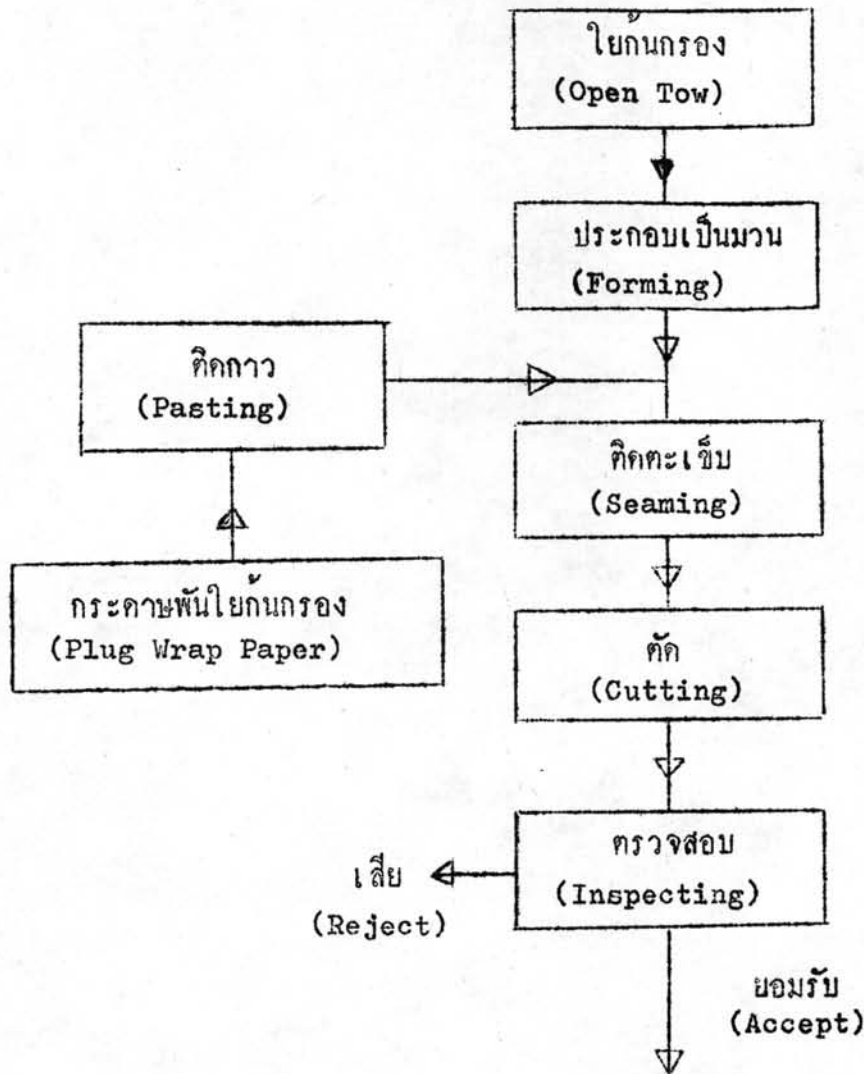 ใยก้นกรอง
(Open Tow)
ประกอบเป็นมวน
(Forming)
ติดกาว
(Pasting)
ติดตะเข็บ
(Seaming)
กระดาษพันใยก้นกรอง
(Plug Wrap Paper)
ตัด
(Cutting)
ตรวจสอบ
(Inspecting)
เสีย
(Reject)
ยอมรับ
(Accept)